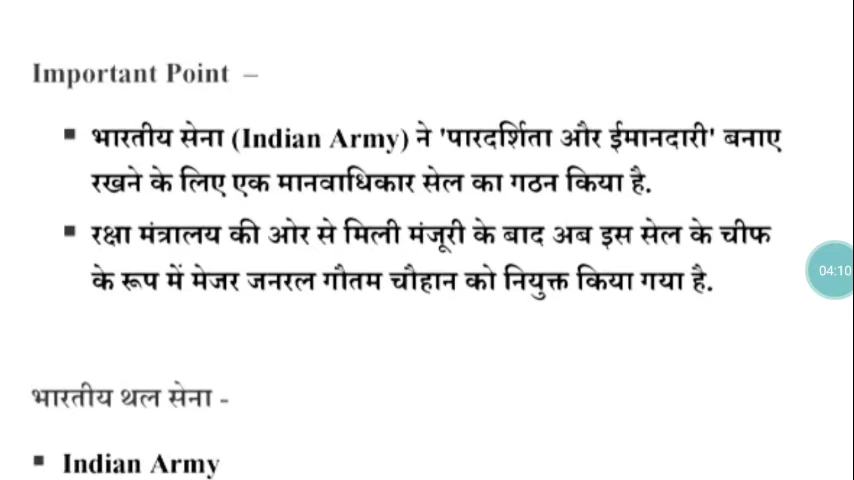 Important Point –
▪ भारतीय सेना (Indian Army) ने 'पारदर्शिता और ईमानदारी' बनाए
रखने के लिए एक मानवाधिकार सेल का गठन किया है.
▪ रक्षा मंत्रालय की ओर से मिली मंजूरी के बाद अब इस सेल के चीफ
के रूप में मेजर जनरल गौतम चौहान को नियुक्त किया गया है.
04:10
भारतीय थल सेना -
▪ Indian Army